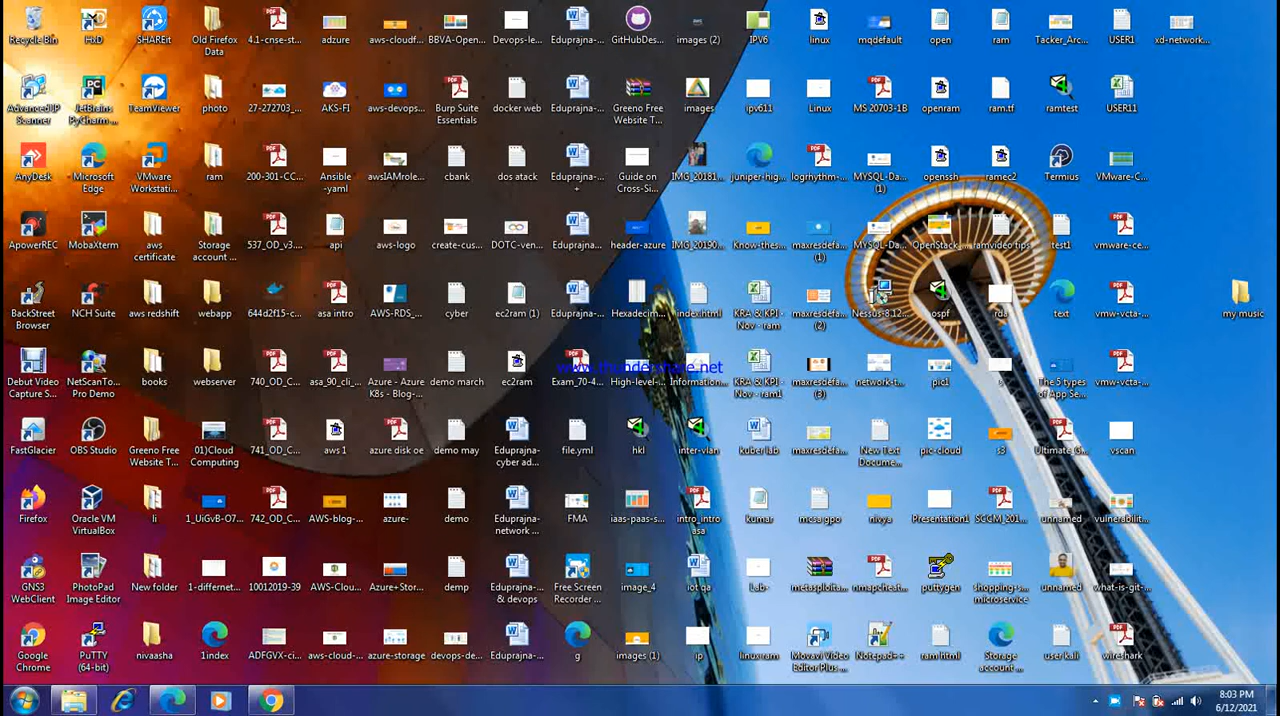 Recycle Bin
HxD
SHAREit
Old Firefox Data
4.1-cnse-st...
adzure
aws-cloudf...
BBVA-Open...
Devops-le...
Eduprajna-...
GitHubDes...
images (2)
IPV6
linux
mqdefault
open
ram
Tacker_Arc...
USER1
xd-network...
Advanced IP Scanner
JetBrains PyCharm ...
TeamViewer
photo
27-272703_...
AKS-FI
aws-devops...
Burp Suite Essentials
docker web
Eduprajna-...
Greeno Free Website T...
images
ipv611
Linux
MS 20703-1B
openram
ram.tf
ramtest
USER11
AnyDesk
Microsoft Edge
VMware Workstati...
ram
200-301-CC...
Ansible -yaml
awsIAMrole...
cbank
dos atack
Eduprajna-... +
Guide on Cross-Si...
IMG_20181...
juniper-hig...
logrhythm-...
MYSQL-Da... (1)
openssh
ramec2
Termius
VMware-C...
ApowerREC
MobaXterm
aws certificate
Storage account ...
537_OD_v3...
api
aws-logo
create-cus...
DOTC-ven...
Eduprajna-...
header-azure
IMG_20190...
Know-thes...
maxresdefa... (1)
MYSQL-Da...
OpenStack_...
ramvideo tips
test1
vmware-ce...
BackStreet Browser
NCH Suite
aws redshift
webapp
644d2f15-c...
asa intro
AWS-RDS_...
cyber
ec2ram (1)
Eduprajna-...
Hexadecim...
index.html
KRA & KPI - Nov - ram
maxresdefa... (2)
Nessus-8.12...
ospf
rda
text
vmw-vcta-...
my music
www.thundershare.net
Debut Video Capture S...
NetScanTo... Pro Demo
books
webserver
740_OD_C...
asa_90_cli_...
Azure - Azure K8s - Blog-...
demo march
ec2ram
Exam_70-4...
High-level-...
Information...
KRA & KPI - Nov - ram1
maxresdefa... (3)
network-t...
pic1
s
The 5 types of App Se...
vmw-vcta-...
FastGlacier
OBS Studio
Greeno Free Website T...
01)Cloud Computing
741_OD_C...
aws 1
azure disk oe
demo may
Eduprajna- cyber ad...
file.yml
hkl
inter-vlan
kuber lab
maxresdefa...
New Text Docume...
pic-cloud
s3
Ultimate G...
vscan
Firefox
Oracle VM VirtualBox
li
1_UiGvB-O7...
742_OD_C...
AWS-blog-...
azure-
demo
Eduprajna- network ...
FMA
iaas-paas-s...
intro_intro asa
kumar
mcsa gpo
nivya
Presentation1
SCCM_201...
unnamed
vulnerabilit...
GNS3 WebClient
PhotoPad Image Editor
New folder
1-differnet...
10012019-39
AWS-Clou...
Azure+Stor...
demp
Eduprajna-... & devops
Free Screen Recorder ...
image_4
iot qa
Lab-
metasploita...
nmapcheat...
puttygen
shopping-s... microservice
unnamed
what-is-git-...
Google Chrome
PuTTY (64-bit)
nivaasha
1index
ADFGVX-ci...
aws-cloud-...
azure-storage
devops-de...
Eduprajna-...
g
images (1)
ip
linuxram
Movavi Video Editor Plus ...
Notepad++
ram html
Storage account ...
user kali
wireshark
8:03 PM
6/12/2021